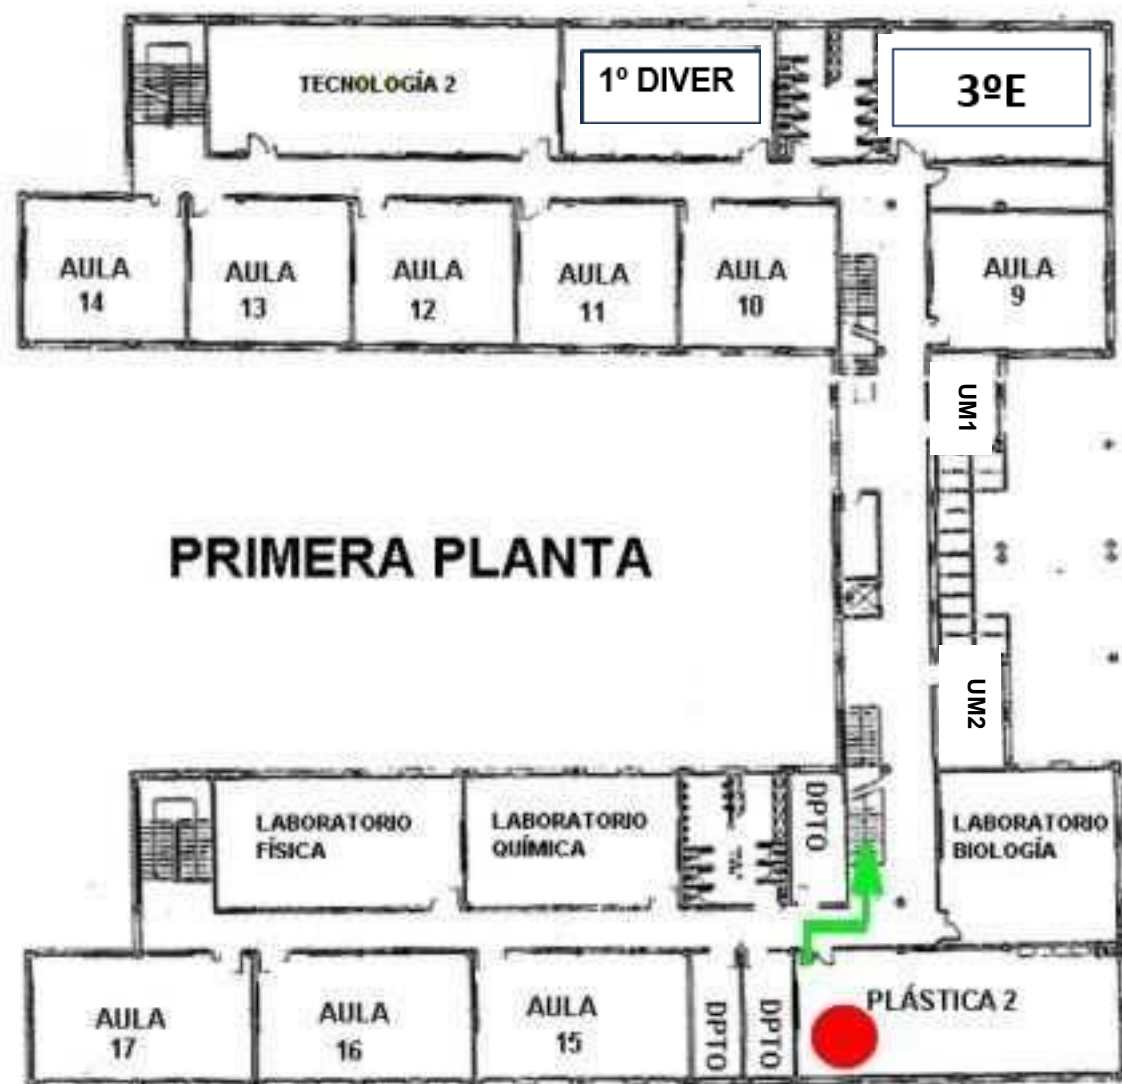 TECNOLOGÍA 2
1º DIVER
3ºE
AULA
14
AULA
13
AULA
12
AULA
11
AULA
10
AULA
9
UM1
PRIMERA PLANTA
UM2
LABORATORIO
FÍSICA
LABORATORIO
QUÍMICA
DPTO
LABORATORIO
BIOLOGÍA
AULA
17
AULA
16
AULA
15
DPTO
DPTO
PLÁSTICA 2